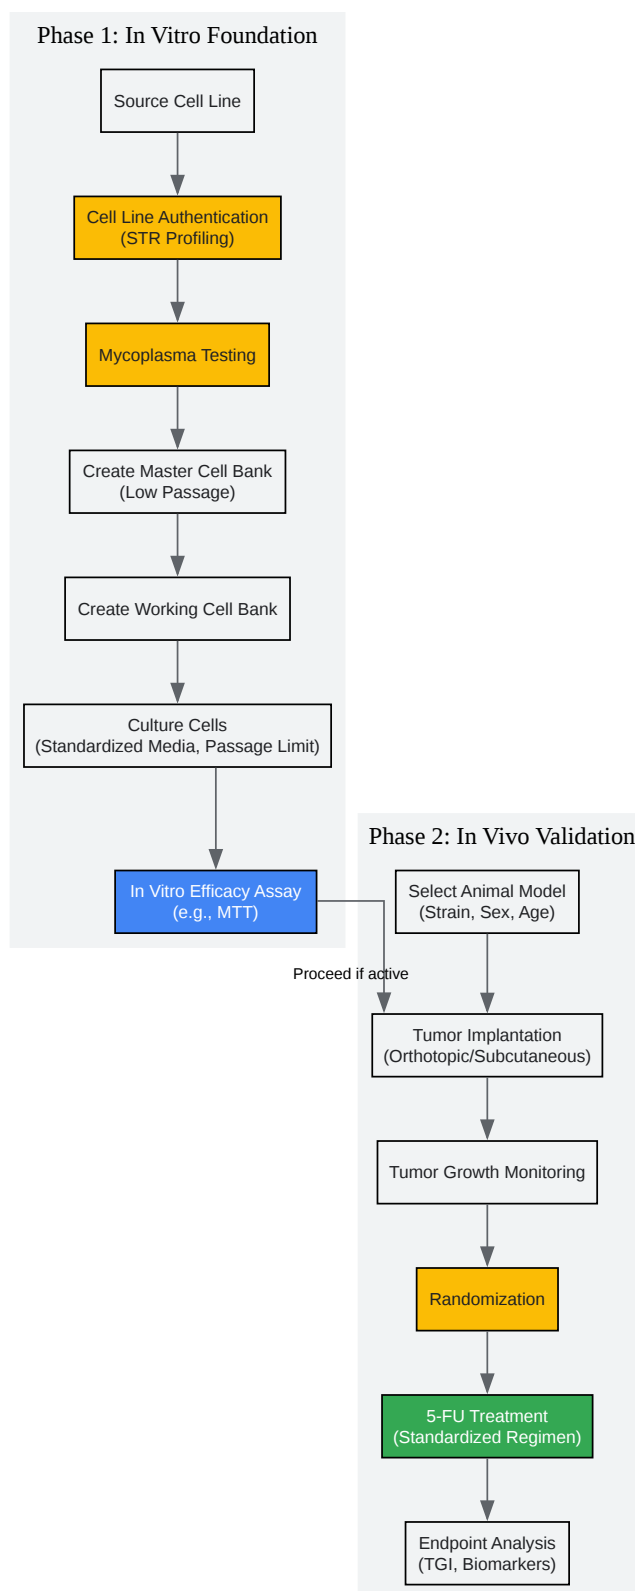 Phase 1: In Vitro Foundation
Source Cell Line
Cell Line Authentication
(STR Profiling)
Mycoplasma Testing
Create Master Cell Bank
(Low Passage)
Create Working Cell Bank
Culture Cells
(Standardized Media, Passage Limit)
In Vitro Efficacy Assay
(e.g., MTT)
Proceed if active
Phase 2: In Vivo Validation
Select Animal Model
(Strain, Sex, Age)
Tumor Implantation
(Orthotopic/Subcutaneous)
Tumor Growth Monitoring
Randomization
5-FU Treatment
(Standardized Regimen)
Endpoint Analysis
(TGI, Biomarkers)